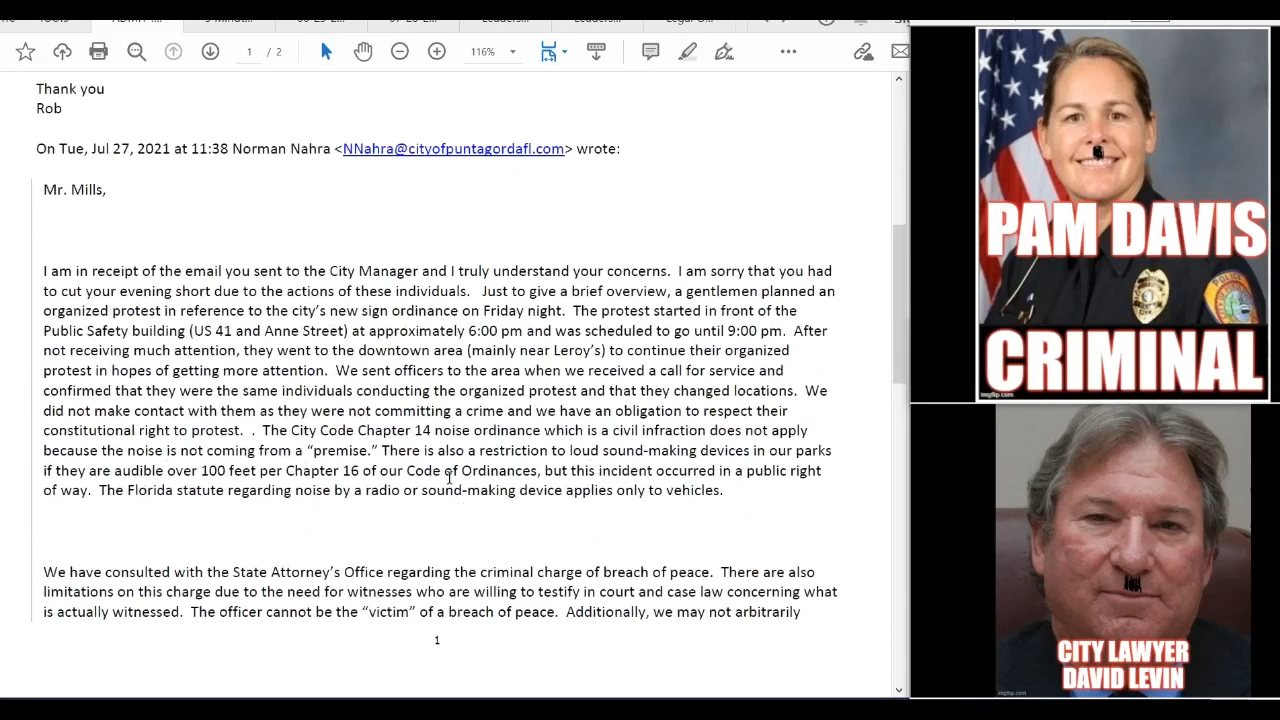 1 / 2
116%
Thank you
Rob
On Tue, Jul 27, 2021 at 11:38 Norman Nahra <NNahra@cityofpuntagordafl.com> wrote:
Mr. Mills,
I am in receipt of the email you sent to the City Manager and I truly understand your concerns.  I am sorry that you had
to cut your evening short due to the actions of these individuals.   Just to give a brief overview, a gentlemen planned an
organized protest in reference to the city's new sign ordinance on Friday night.  The protest started in front of the
Public Safety building (US 41 and Anne Street) at approximately 6:00 pm and was scheduled to go until 9:00 pm.  After
not receiving much attention, they went to the downtown area (mainly near Leroy's) to continue their organized
protest in hopes of getting more attention.  We sent officers to the area when we received a call for service and
confirmed that they were the same individuals conducting the organized protest and that they changed locations.  We
did not make contact with them as they were not committing a crime and we have an obligation to respect their
constitutional right to protest. .  The City Code Chapter 14 noise ordinance which is a civil infraction does not apply
because the noise is not coming from a “premise.” There is also a restriction to loud sound-making devices in our parks
if they are audible over 100 feet per Chapter 16 of our Code of Ordinances, but this incident occurred in a public right
of way.  The Florida statute regarding noise by a radio or sound-making device applies only to vehicles.
We have consulted with the State Attorney's Office regarding the criminal charge of breach of peace.  There are also
limitations on this charge due to the need for witnesses who are willing to testify in court and case law concerning what
is actually witnessed.  The officer cannot be the “victim” of a breach of peace.  Additionally, we may not arbitrarily
1
PAM DAVIS
CRIMINAL
imgflip.com
CITY LAWYER
DAVID LEVIN
imgflip.com